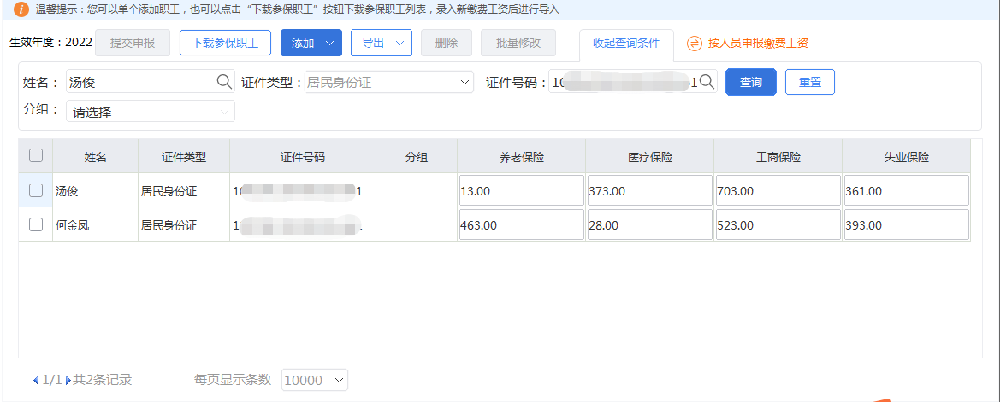 温馨提示：您可以单个添加职工，也可以点击“下载参保职工”按钮下载参保职工列表，录入新缴费工资后进行导入
生效年度：2022 提交申报 下载参保职工 添加 导出 删除 批量修改 收起查询条件 按人员申报缴费工资
姓名： 汤俊 证件类型： 居民身份证 证件号码： 10 1 查询 重置
分组： 请选择
姓名 证件类型 证件号码 分组 养老保险 医疗保险 工商保险 失业保险
汤俊 居民身份证 10 1 13.00 373.00 703.00 361.00
何金凤 居民身份证 1 463.00 28.00 523.00 393.00
1/1 共2条记录 每页显示条数 10000